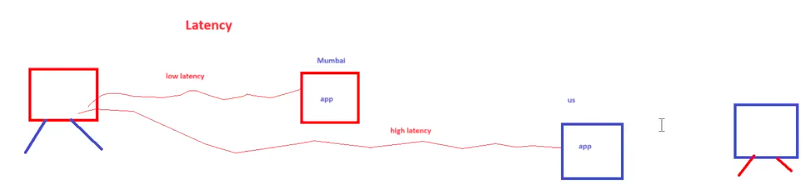 Latency
Mumbai
low latency
app
us
high latency
app